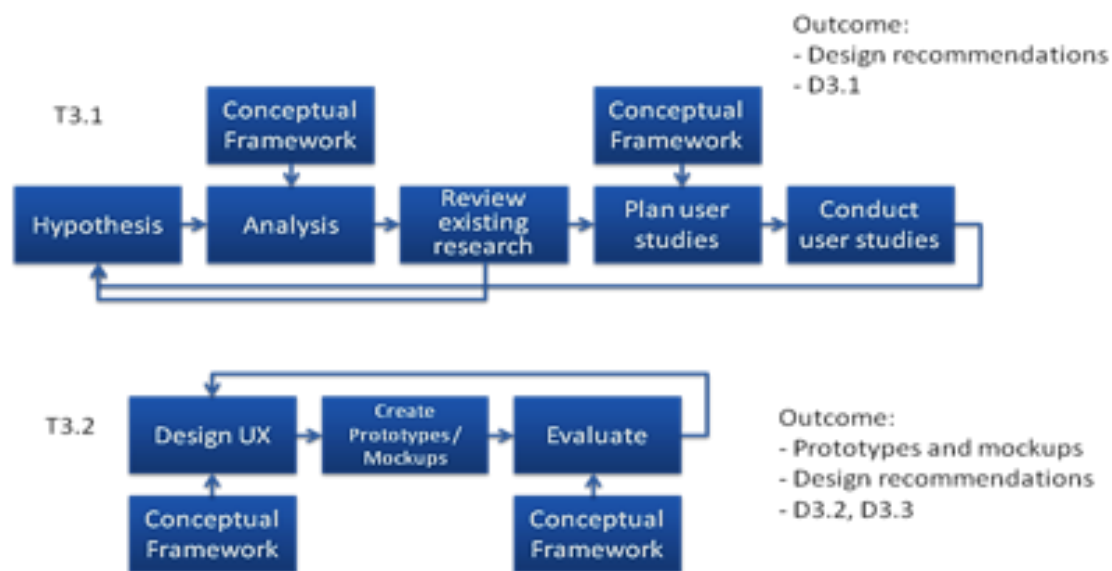 Outcome:
- Design recommendations
- D3.1
T3.1
Conceptual
Framework
Conceptual
Framework
Hypothesis
Analysis
Review
existing
research
Plan user
studies
Conduct
user studies
T3.2
Design UX
Create
Prototypes/
Mockups
Evaluate
Conceptual
Framework
Conceptual
Framework
Outcome:
- Prototypes and mockups
- Design recommendations
- D3.2, D3.3